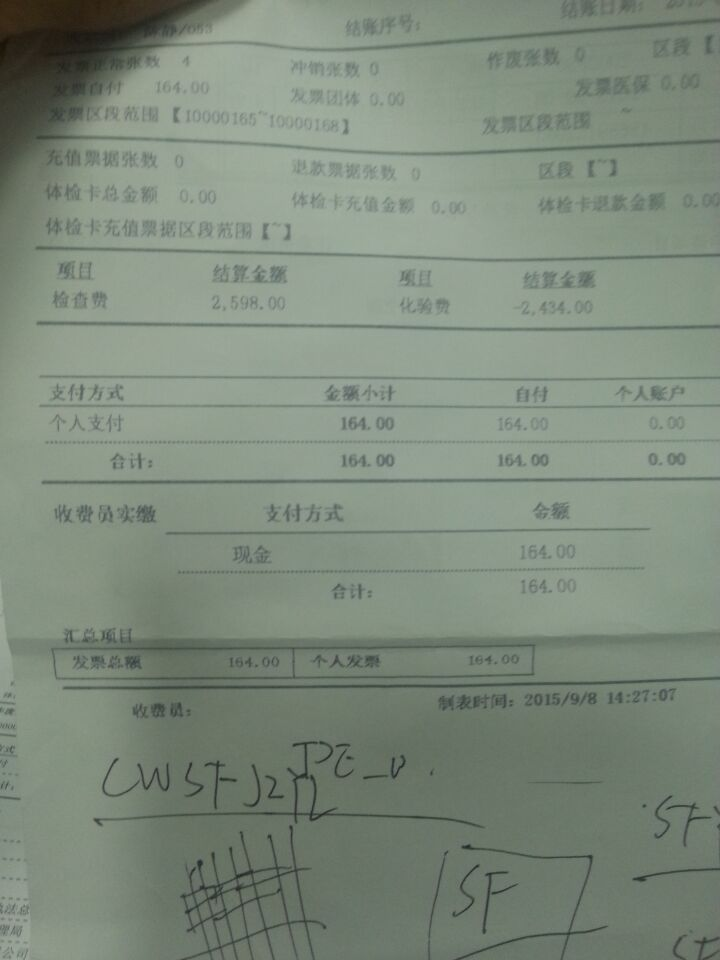 静/053 结账序号: 结账日期:
发票正常张数 4 冲销张数 0 作废张数 0 区段【
发票自付 164.00 发票团体 0.00 发票医保 0.00
发票区段范围【10000165~10000168】 发票区段范围 ~
充值票据张数 0 退款票据张数 0 区段【~】
体检卡总金额 0.00 体检卡充值金额 0.00 体检卡退款金额 0.00
体检卡充值票据区段范围【~】
项目 结算金额 项目 结算金额
检查费 2,598.00 化验费 -2,434.00
支付方式 金额小计 自付 个人账户
个人支付 164.00 164.00 0.00
合计: 164.00 164.00 0.00
收费员实缴 支付方式 金额
现金 164.00
合计: 164.00
汇总项目
发票总额 164.00 个人发票 164.00
收费员: 制表时间: 2015/9/8 14:27:07
SF
SF